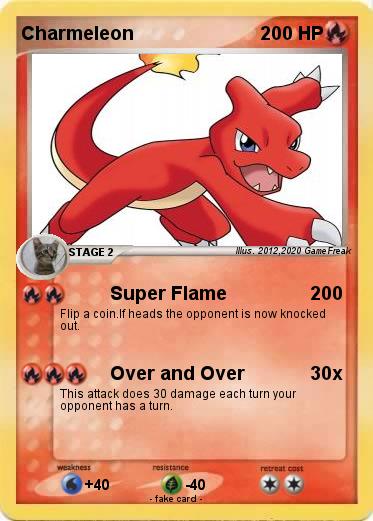 Charmeleon 200 HP
Illus. 2012,2020 GameFreak
STAGE 2
Super Flame 200
Flip a coin.If heads the opponent is now knocked
out.
Over and Over 30x
This attack does 30 damage each turn your
opponent has a turn.
weakness resistance retreat cost
+40 -40
- fake card -